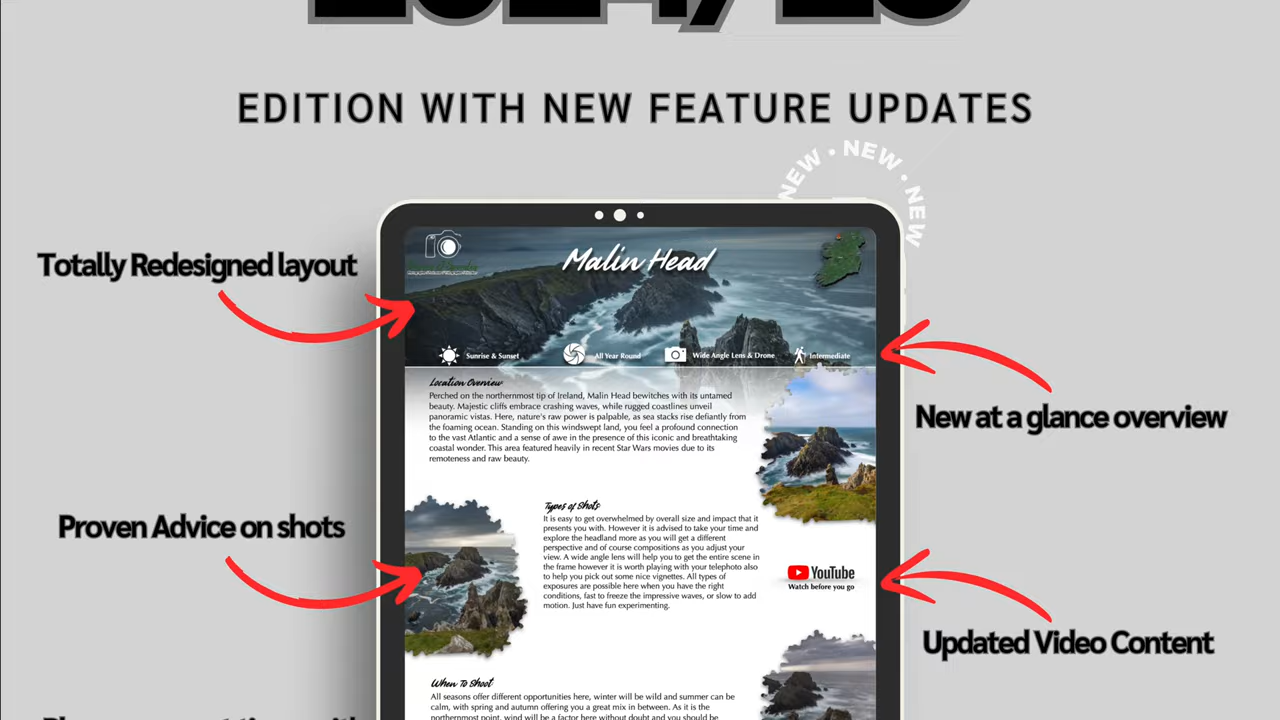 2024/25
EDITION WITH NEW FEATURE UPDATES
NEW • NEW • NEW
Totally Redesigned layout
Malin Head
Sunrise & Sunset
All Year Round
Wide Angle Lens & Drone
Intermediate
New at a glance overview
Location Overview
Perched on the northernmost tip of Ireland, Malin Head bewitches with its untamed
beauty. Majestic cliffs embrace crashing waves, while rugged coastlines unveil
panoramic vistas. Here, nature's raw power is palpable, as sea stacks rise defiantly from
the foaming ocean. Standing on this windswept land, you feel a profound connection
to the vast Atlantic and a sense of awe in the presence of this iconic and breathtaking
coastal wonder. This area featured heavily in recent Star Wars movies due to its
remoteness and raw beauty.
Proven Advice on shots
Types of Shots
It is easy to get overwhelmed by overall size and impact that it
presents you with. However it is advised to take your time and
explore the headland more as you will get a different
perspective and of course compositions as you adjust your
view. A wide angle lens will help you to get the entire scene in
the frame however it is worth playing with your telephoto also
to help you pick out some nice vignettes. All types of
exposures are possible here when you have the right
conditions, fast to freeze the impressive waves, or slow to add
motion. Just have fun experimenting.
YouTube
Watch before you go
Updated Video Content
When To Shoot
All seasons offer different opportunities here, winter will be wild and summer can be
calm, with spring and autumn offering you a great mix in between. As it is the
northernmost point, wind will be a factor here without doubt and you should be